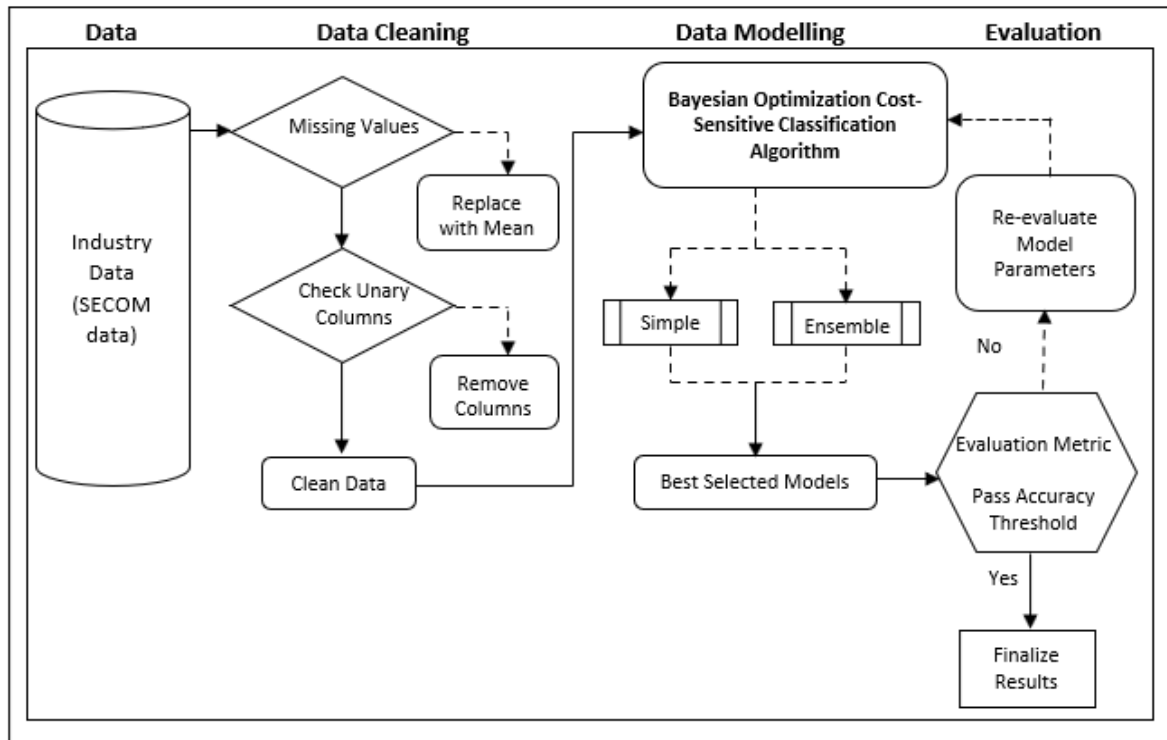 Data
Data Cleaning
Data Modelling
Evaluation
Industry
Data
(SECOM
data)
Missing Values
Replace
with Mean
Check Unary
Columns
Remove
Columns
Clean Data
Bayesian Optimization Cost-
Sensitive Classification
Algorithm
Simple
Ensemble
Best Selected Models
Re-evaluate
Model
Parameters
No
Evaluation Metric
Pass Accuracy
Threshold
Yes
Finalize
Results